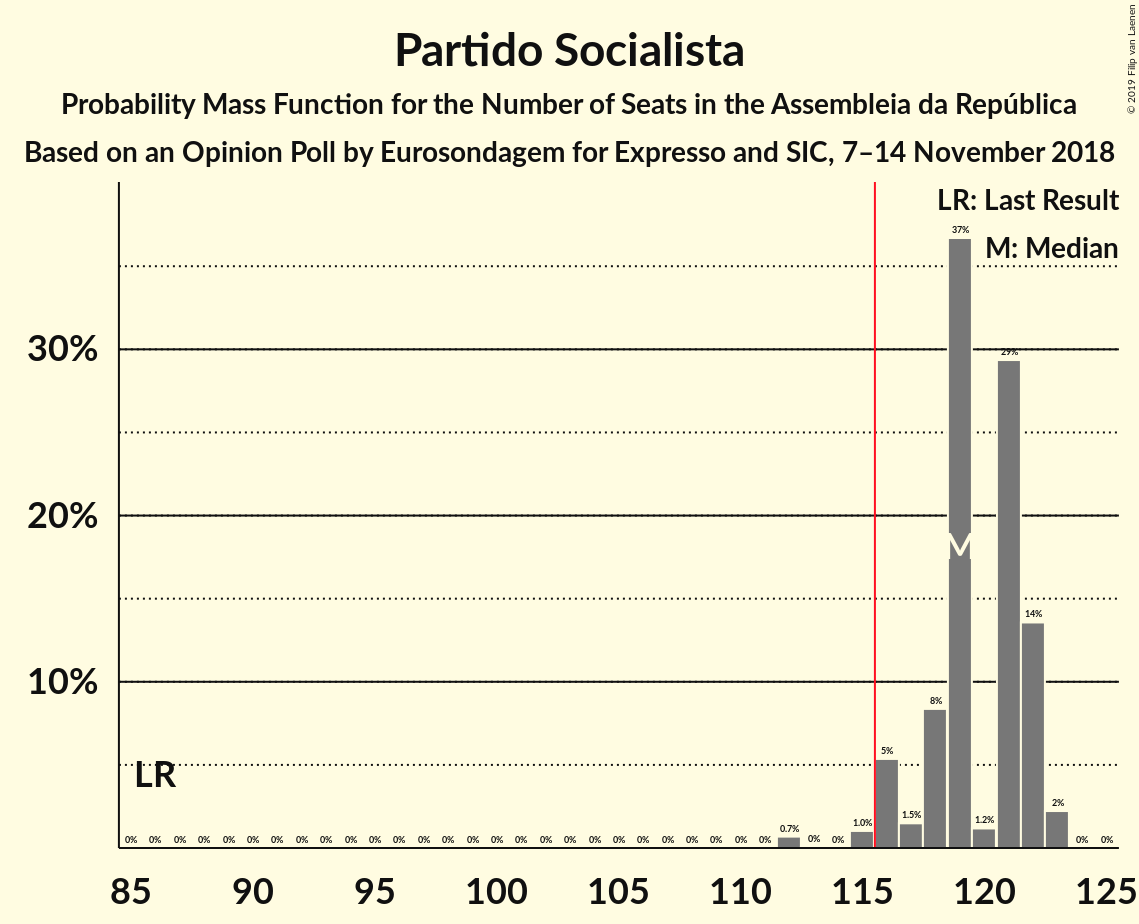 Partido Socialista
Probability Mass Function for the Number of Seats in the Assembleia da República
Based on an Opinion Poll by Eurosondagem for Expresso and SIC, 7–14 November 2018
© 2019 Filip van Laenen
LR: Last Result
M: Median
37%
30%
29%
20%
M
14%
10%
8%
5%
LR
2%
1.0% 1.5% 1.2%
0.7%
0% 0% 0% 0% 0% 0% 0% 0% 0% 0% 0% 0% 0% 0% 0% 0% 0% 0% 0% 0% 0% 0% 0% 0% 0% 0% 0% 0% 0% 0% 0%
85 90 95 100 105 110 115 120 125